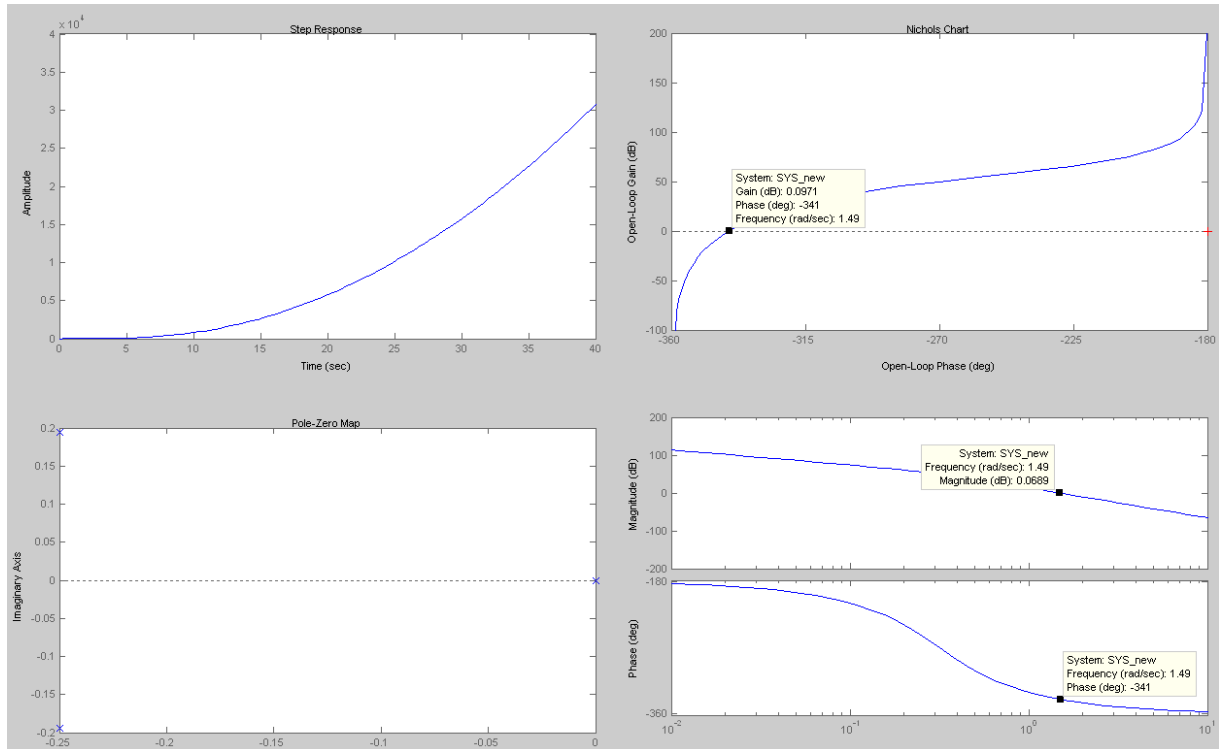 Step Response
x 10^4
4
3.5
3
2.5
2
1.5
1
0.5
0
Amplitude
0 5 10 15 20 25 30 35 40
Time (sec)
Nichols Chart
200
150
100
50
0
-50
-100
Open-Loop Gain (dB)
System: SYS_new
Gain (dB): 0.0971
Phase (deg): -341
Frequency (rad/sec): 1.49
-360 -315 -270 -225 -180
Open-Loop Phase (deg)
Pole-Zero Map
0.2
0.15
0.1
0.05
0
-0.05
-0.1
-0.15
-0.2
Imaginary Axis
-0.25 -0.2 -0.15 -0.1 -0.05 0
200
100
0
-100
-200
Magnitude (dB)
System: SYS_new
Frequency (rad/sec): 1.49
Magnitude (dB): 0.0689
-180
-360
Phase (deg)
System: SYS_new
Frequency (rad/sec): 1.49
Phase (deg): -341
10^-2 10^-1 10^0 10^1